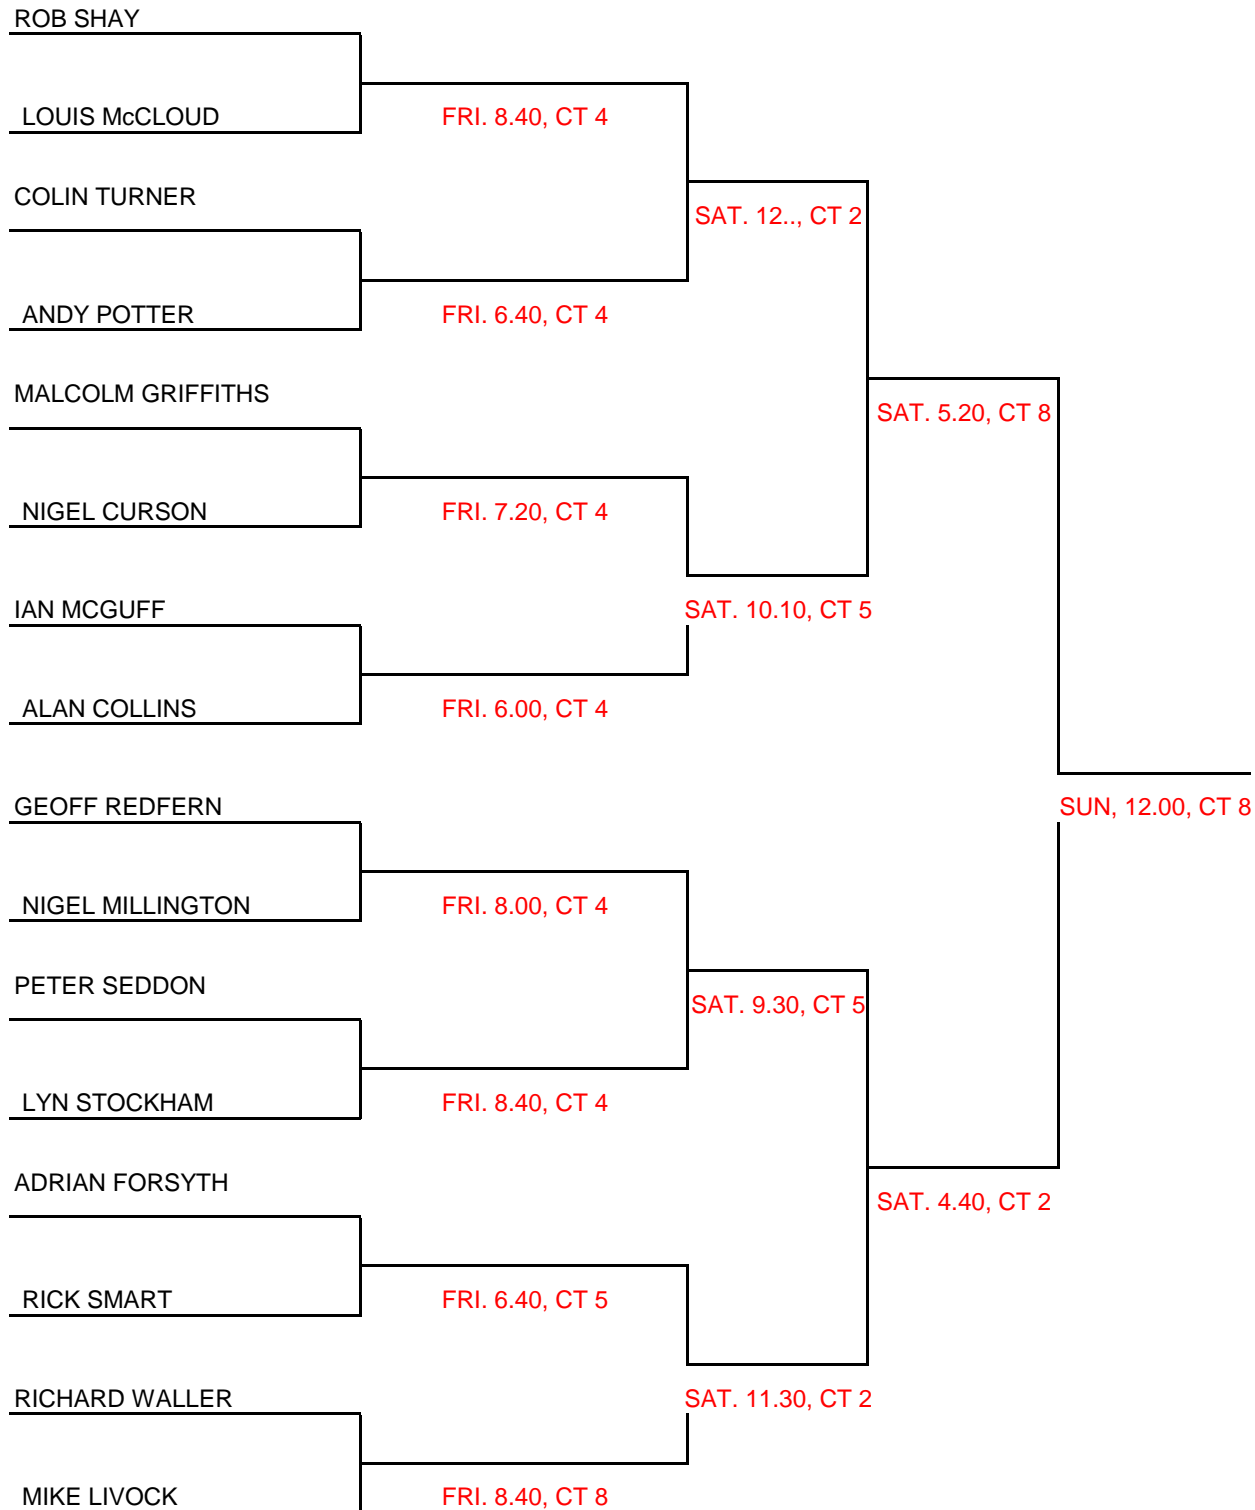 ROB SHAY
LOUIS McCLOUD
FRI. 8.40, CT 4
COLIN TURNER
SAT. 12.., CT 2
ANDY POTTER
FRI. 6.40, CT 4
MALCOLM GRIFFITHS
SAT. 5.20, CT 8
NIGEL CURSON
FRI. 7.20, CT 4
IAN MCGUFF
SAT. 10.10, CT 5
ALAN COLLINS
FRI. 6.00, CT 4
GEOFF REDFERN
SUN, 12.00, CT 8
NIGEL MILLINGTON
FRI. 8.00, CT 4
PETER SEDDON
SAT. 9.30, CT 5
LYN STOCKHAM
FRI. 8.40, CT 4
ADRIAN FORSYTH
SAT. 4.40, CT 2
RICK SMART
FRI. 6.40, CT 5
RICHARD WALLER
SAT. 11.30, CT 2
MIKE LIVOCK
FRI. 8.40, CT 8